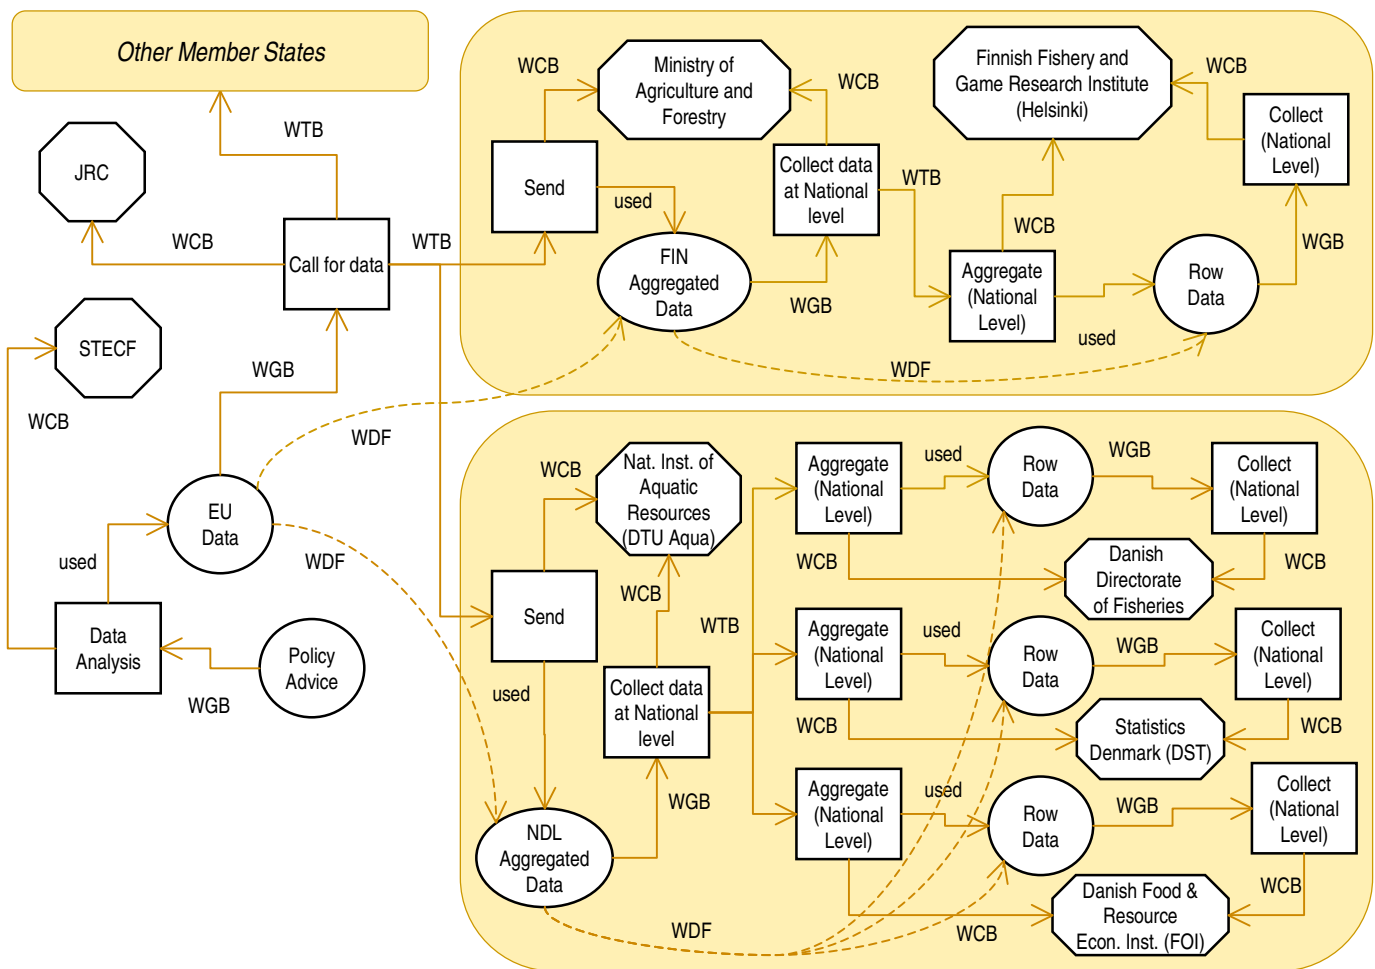 Other Member States
WTB
JRC
WCB
Call for data
WTB
STECF
WCB
WGB
WDF
EU
Data
used
WDF
Data
Analysis
WGB
Policy
Advice
WCB
Ministry of
Agriculture and
Forestry
WCB
Send
used
FIN
Aggregated
Data
WGB
Collect data
at National
level
WTB
Finnish Fishery and
Game Research Institute
(Helsinki)
WCB
WCB
Collect
(National
Level)
Aggregate
(National
Level)
used
Row
Data
WGB
WDF
WCB
Nat. Inst. of
Aquatic
Resources
(DTU Aqua)
Send
used
WCB
Collect data
at National
level
WTB
WGB
NDL
Aggregated
Data
WDF
Aggregate
(National
Level)
used
Row
Data
WGB
Collect
(National
Level)
WCB
Danish
Directorate
of Fisheries
WCB
Aggregate
(National
Level)
used
Row
Data
WGB
Collect
(National
Level)
WCB
Statistics
Denmark (DST)
WCB
Aggregate
(National
Level)
used
Row
Data
WGB
Collect
(National
Level)
WCB
Danish Food &
Resource
Econ. Inst. (FOI)
WCB